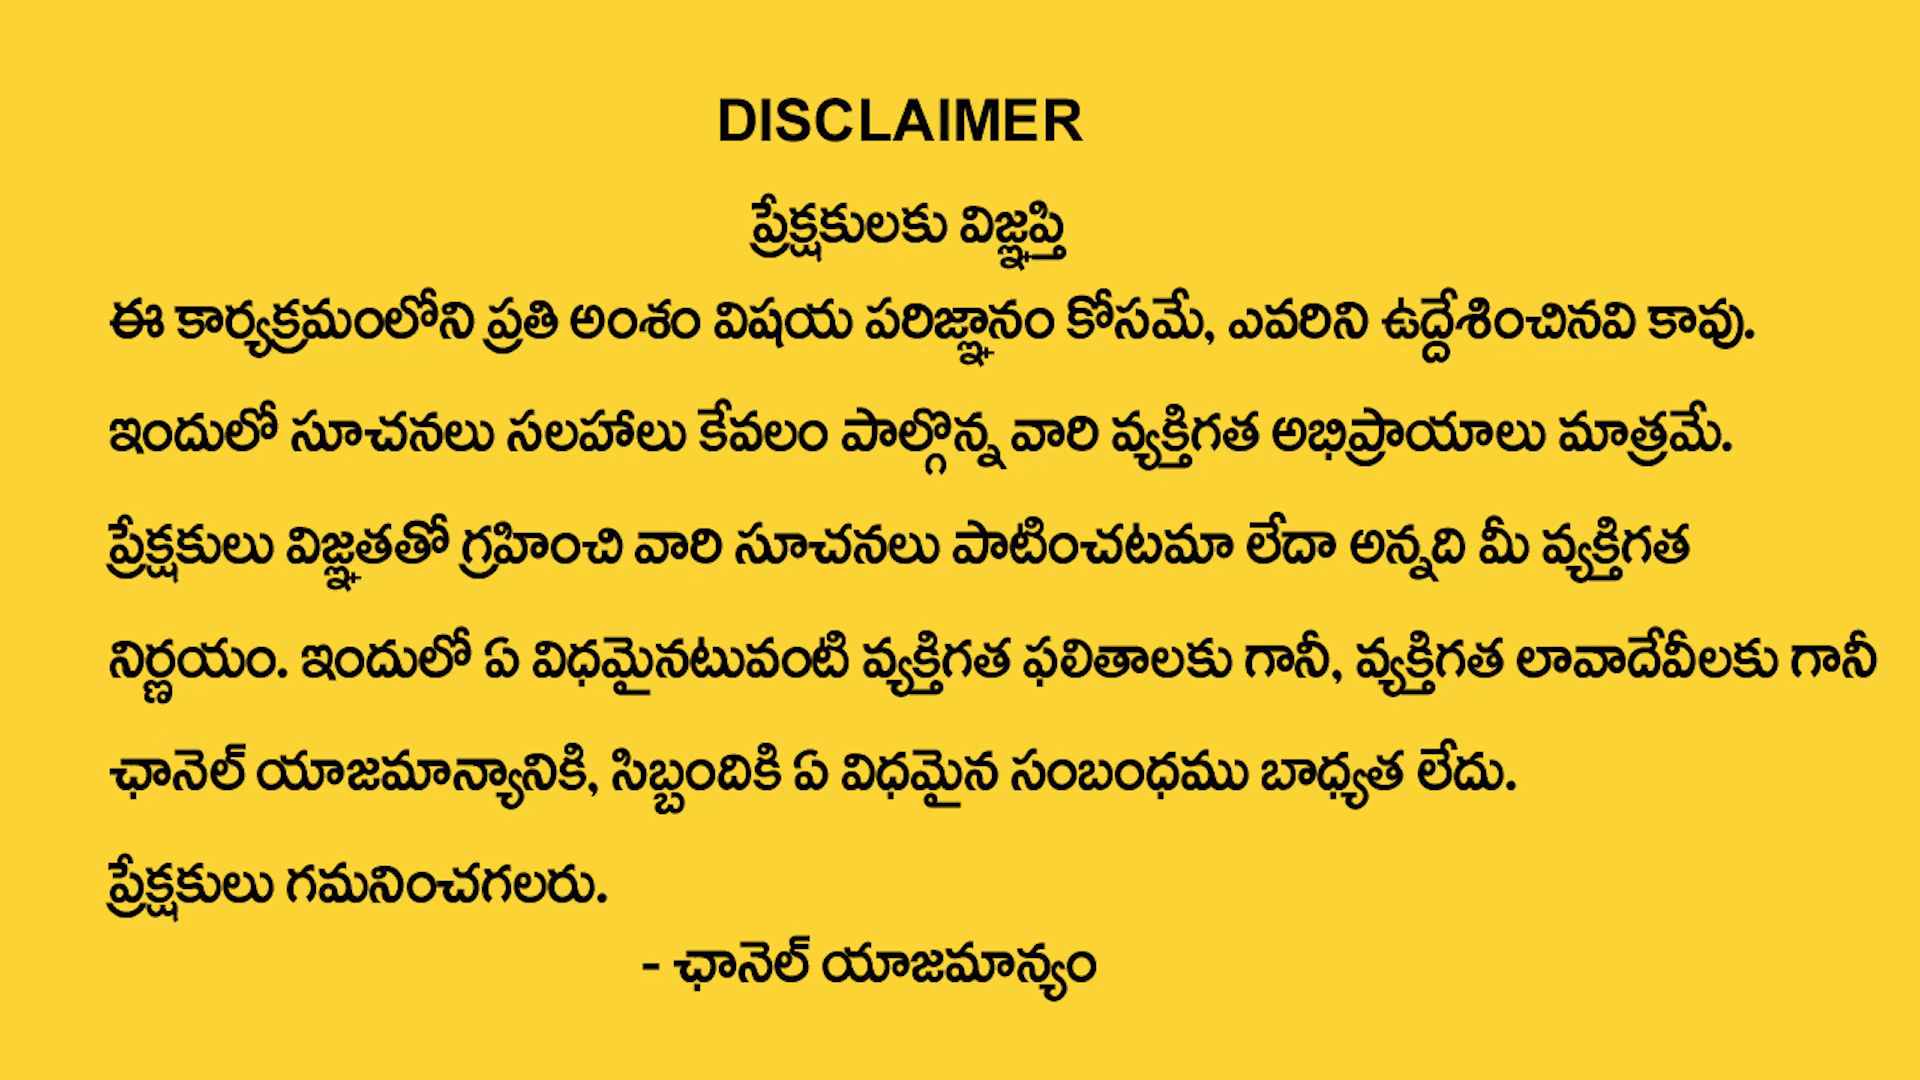 DISCLAIMER
ప్రేక్షకులకు విజ్ఞప్తి
ఈ కార్యక్రమంలోని ప్రతి అంశం విషయ పరిజ్ఞానం కోసమే, ఎవరిని ఉద్దేశించినవి కావు.
ఇందులో సూచనలు సలహాలు కేవలం పాల్గొన్న వారి వ్యక్తిగత అభిప్రాయాలు మాత్రమే.
ప్రేక్షకులు విజ్ఞతతో గ్రహించి వారి సూచనలు పాటించటమా లేదా అన్నది మీ వ్యక్తిగత
నిర్ణయం. ఇందులో ఏ విధమైనటువంటి వ్యక్తిగత ఫలితాలకు గానీ, వ్యక్తిగత లావాదేవీలకు గానీ
ఛానెల్ యాజమాన్యానికి, సిబ్బందికి ఏ విధమైన సంబంధము బాధ్యత లేదు.
ప్రేక్షకులు గమనించగలరు.
- ఛానెల్ యాజమాన్యం